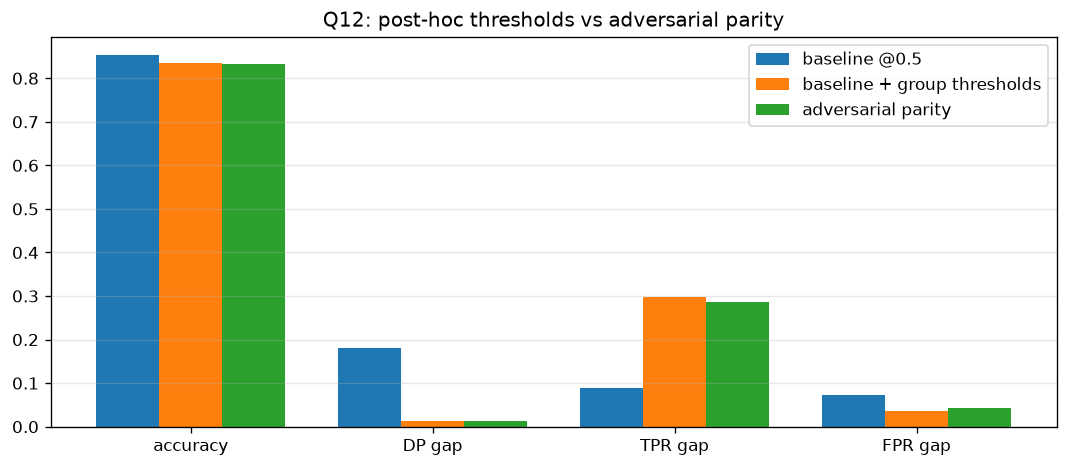 Q12: post-hoc thresholds vs adversarial parity
baseline @0.5
baseline + group thresholds
adversarial parity
0.8
0.7
0.6
0.5
0.4
0.3
0.2
0.1
0.0
accuracy
DP gap
TPR gap
FPR gap